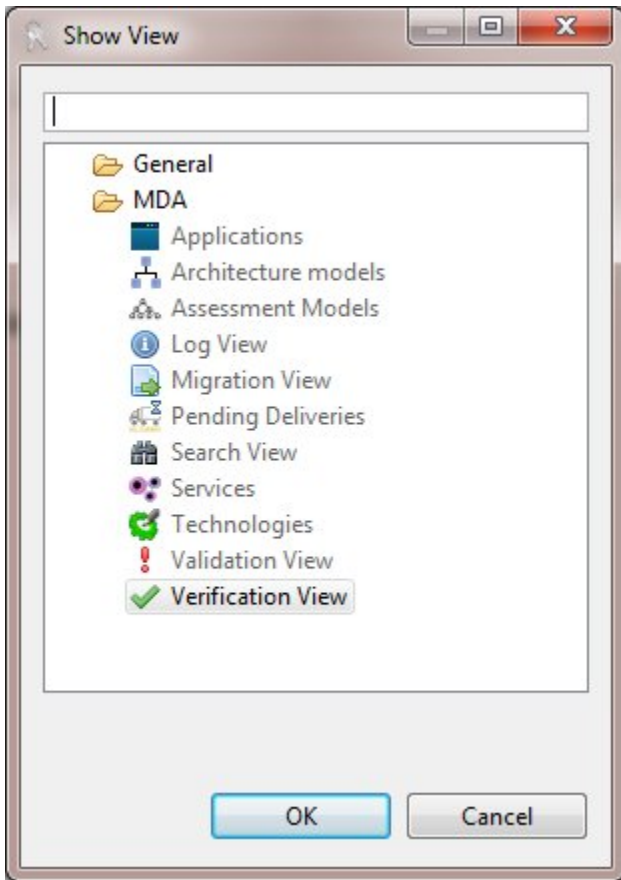 Show View
General
MDA
Applications
Architecture models
Assessment Models
Log View
Migration View
Pending Deliveries
Search View
Services
Technologies
Validation View
Verification View
OK Cancel